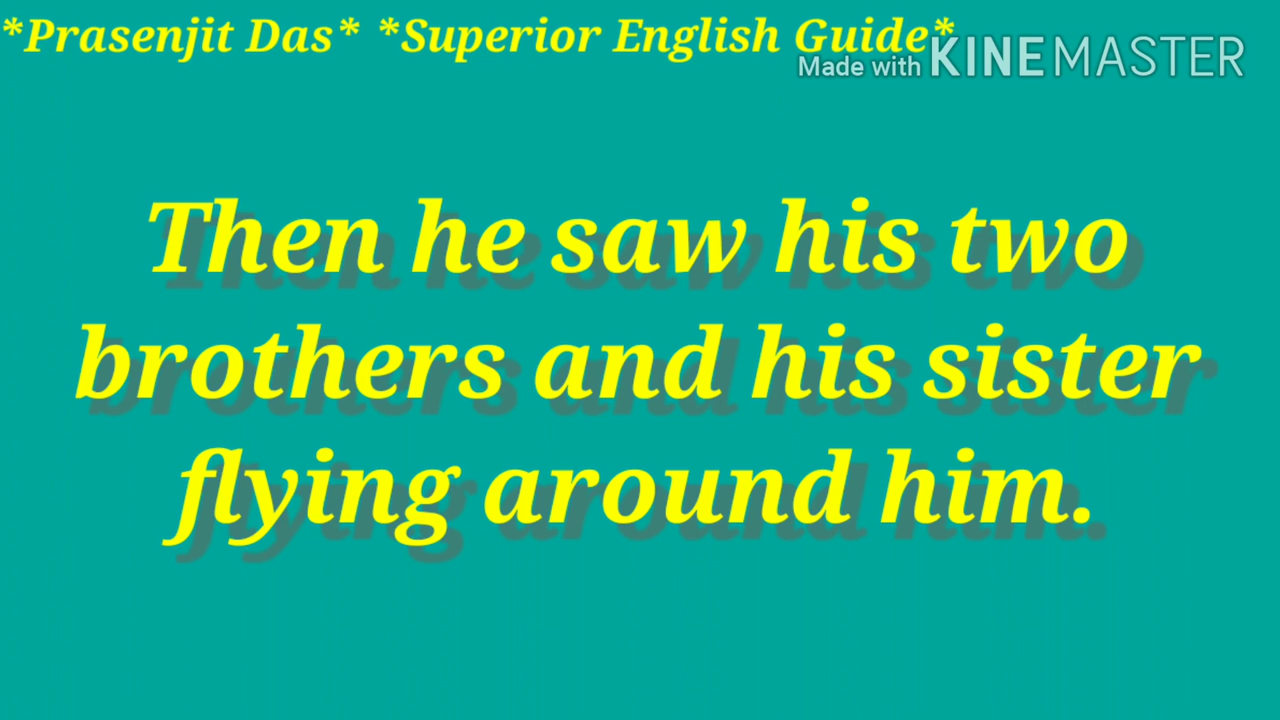 *Prasenjit Das* *Superior English Guide*
Made with KINEMASTER
Then he saw his two
brothers and his sister
flying around him.